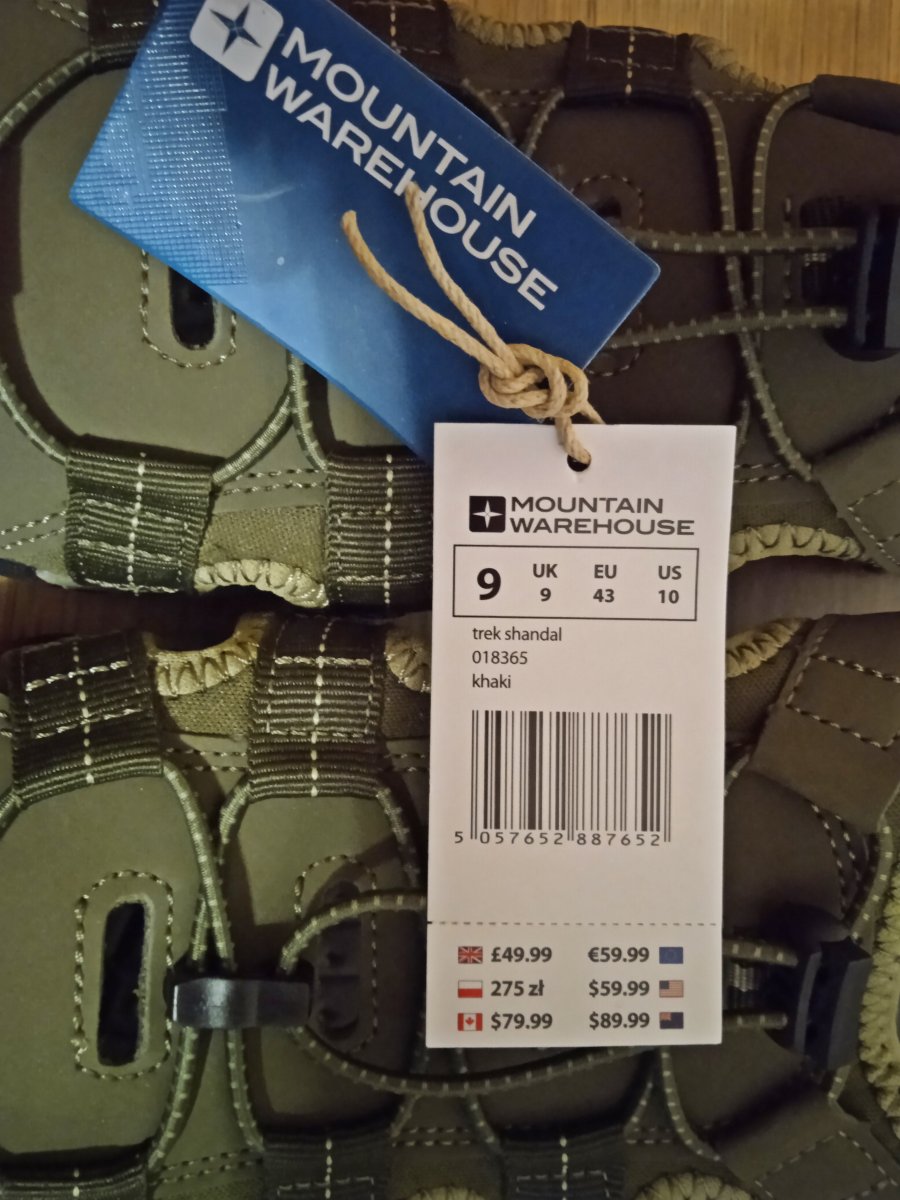 MOUNTAIN
WAREHOUSE
MOUNTAIN
WAREHOUSE
9 UK EU US
9 43 10
trek shandal
018365
khaki
5 057652 887652
£49.99 €59.99
275 zł $59.99
$79.99 $89.99